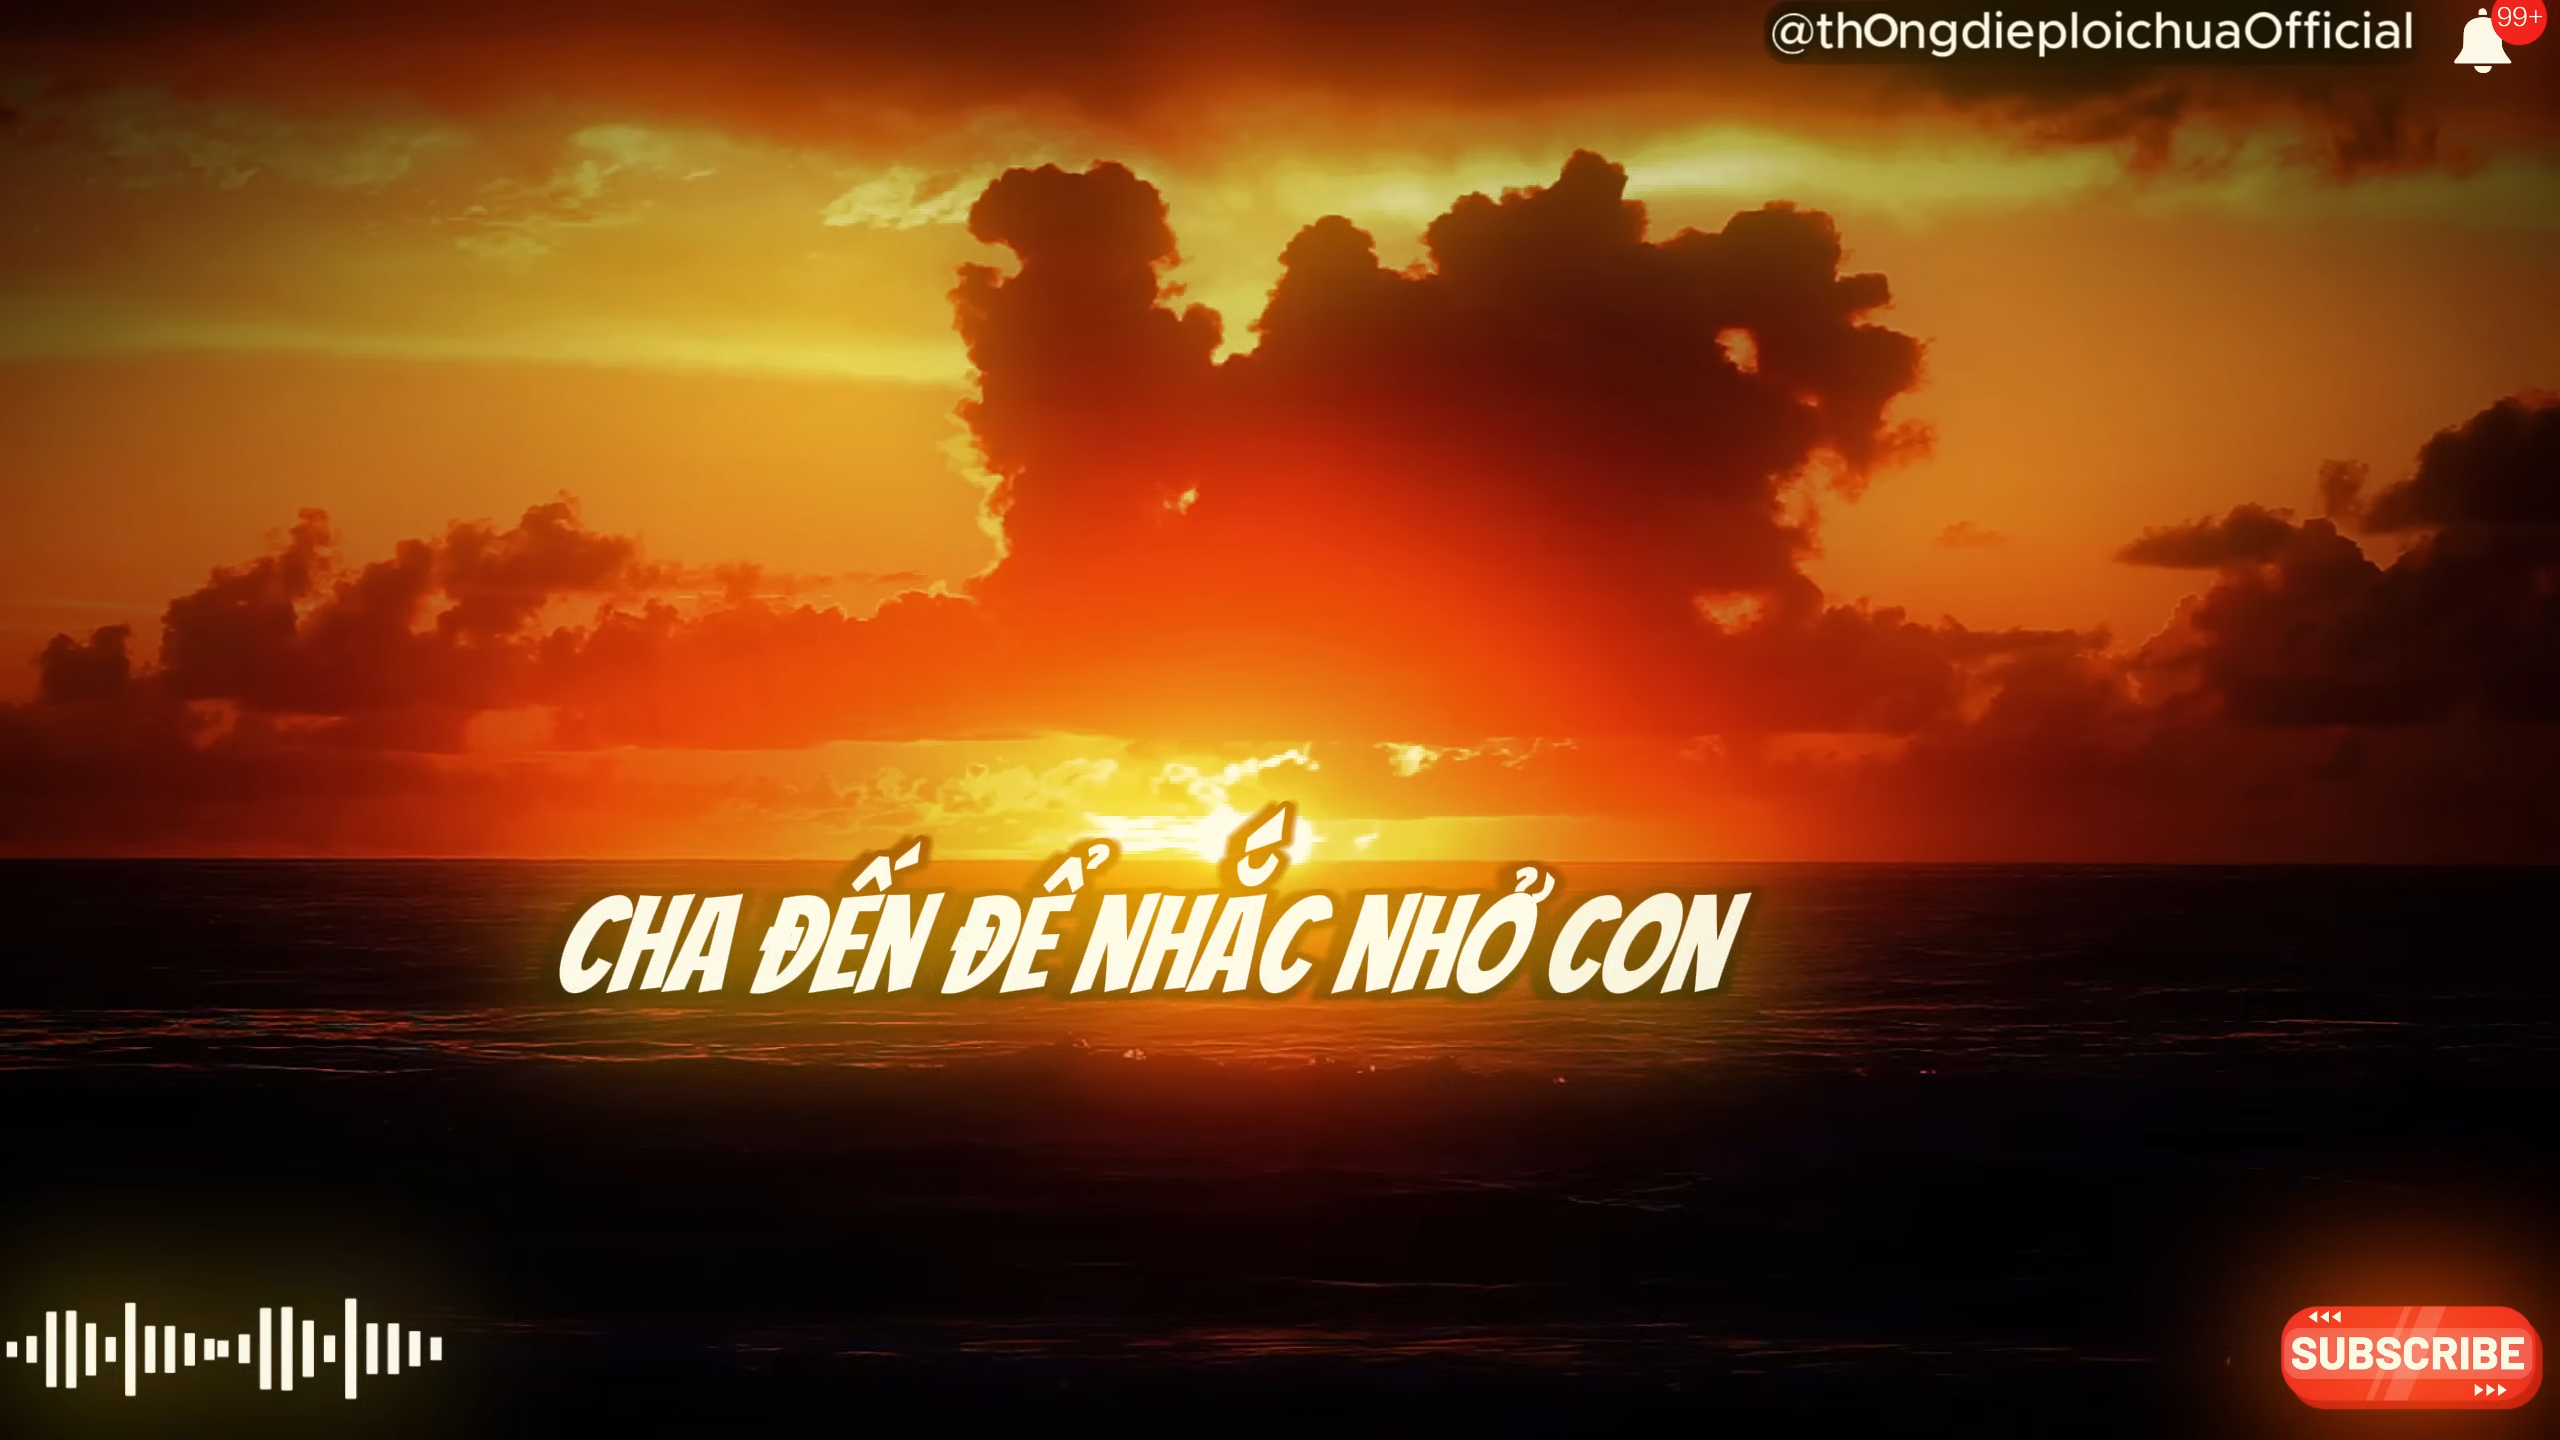 @thOngdieploichuaOfficial
99+
CHA ĐẾN ĐỂ NHẮC NHỞ CON
SUBSCRIBE